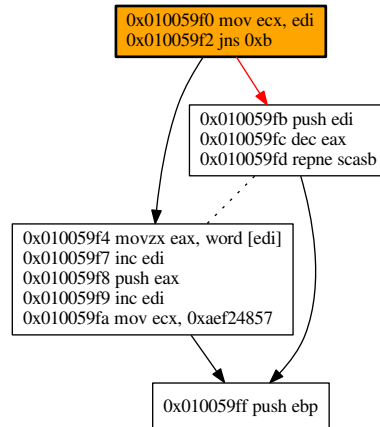 0x010059f0 mov ecx, edi
0x010059f2 jns 0xb
0x010059fb push edi
0x010059fc dec eax
0x010059fd repne scasb
0x010059f4 movzx eax, word [edi]
0x010059f7 inc edi
0x010059f8 push eax
0x010059f9 inc edi
0x010059fa mov ecx, 0xaef24857
0x010059ff push ebp